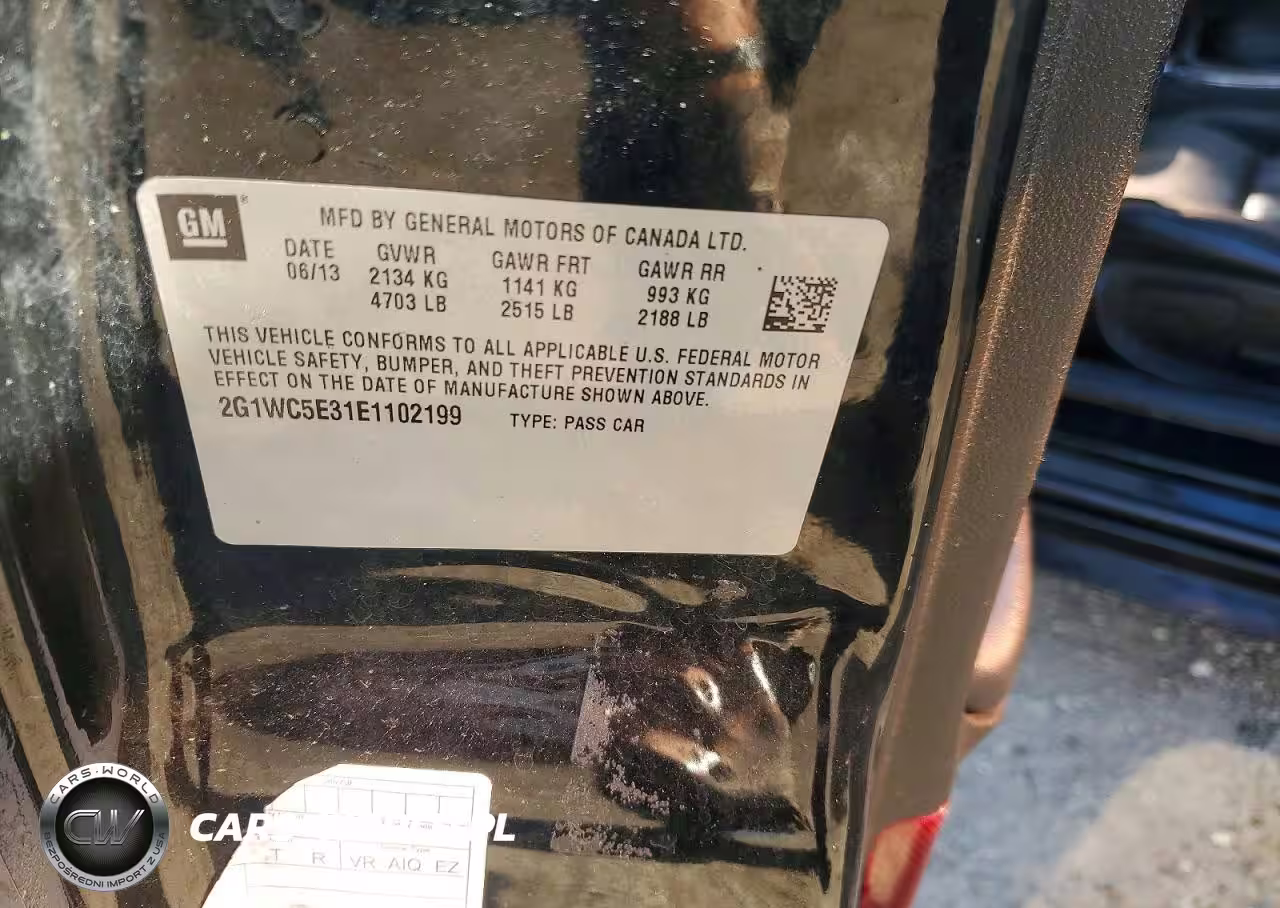 GM
®
MFD BY GENERAL MOTORS OF CANADA LTD.
DATE GVWR GAWR FRT GAWR RR
06/13 2134 KG 1141 KG 993 KG
4703 LB 2515 LB 2188 LB
THIS VEHICLE CONFORMS TO ALL APPLICABLE U.S. FEDERAL MOTOR
VEHICLE SAFETY, BUMPER, AND THEFT PREVENTION STANDARDS IN
EFFECT ON THE DATE OF MANUFACTURE SHOWN ABOVE.
2G1WC5E31E1102199 TYPE: PASS CAR
CARS-WORLD
CW
BEZPOŚREDNI IMPORT Z USA
T R VR AIQ EZ